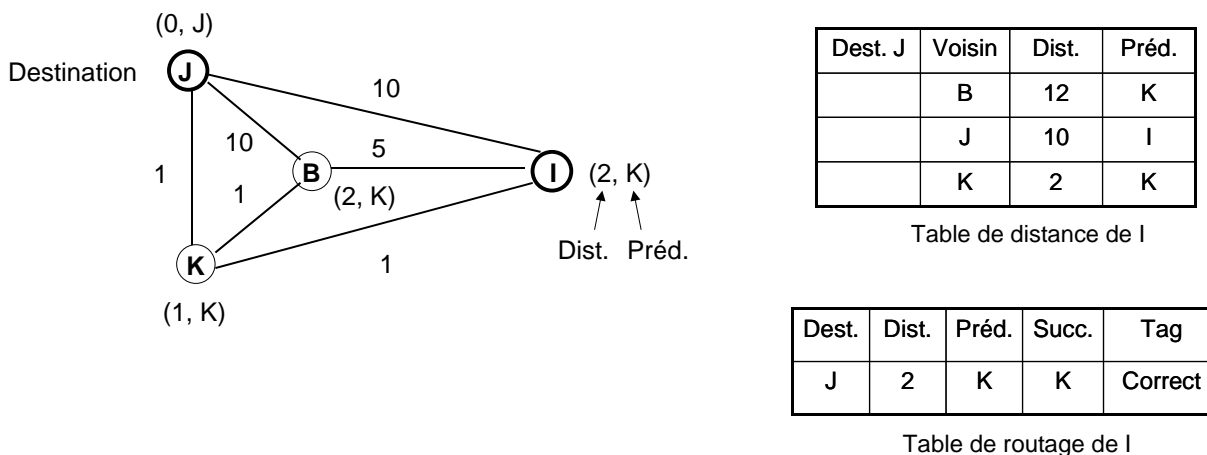 (0, J)
Destination
J
10
10
5
1
B
I
(2, K)
1
(2, K)
Dist. Préd.
K
1
(1, K)
Dest. J Voisin Dist. Préd.
B 12 K
J 10 I
K 2 K
Table de distance de I
Dest. Dist. Préd. Succ. Tag
J 2 K K Correct
Table de routage de I